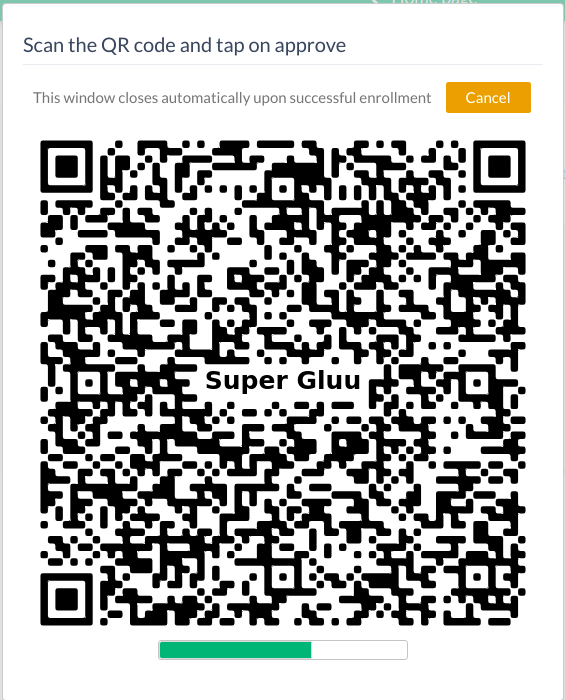 Scan the QR code and tap on approve
This window closes automatically upon successful enrollment
Cancel
Super Gluu